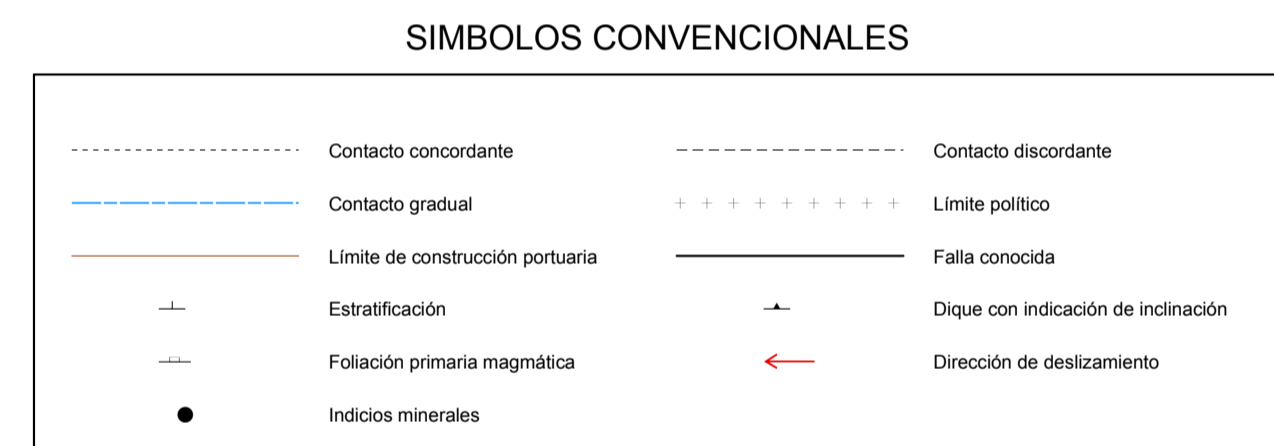 SIMBOLOS CONVENCIONALES
Contacto concordante
Contacto discordante
Contacto gradual
Límite político
Límite de construcción portuaria
Falla conocida
Estratificación
Dique con indicación de inclinación
Foliación primaria magmática
Dirección de deslizamiento
Indicios minerales